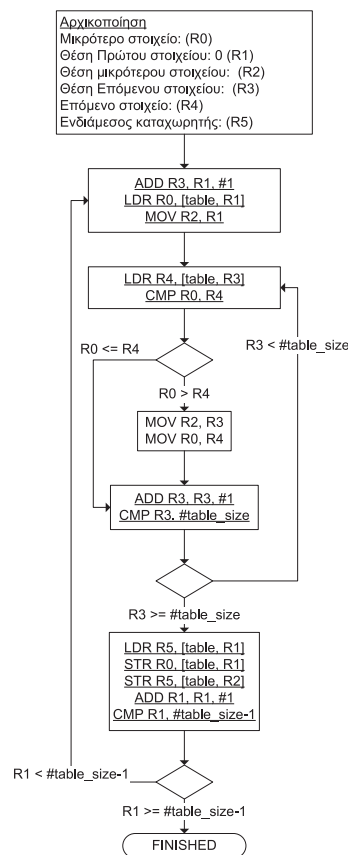 Αρχικοποίηση
Μικρότερο στοιχείο: (R0)
Θέση Πρώτου στοιχείου: 0 (R1)
Θέση μικρότερου στοιχείου: (R2)
Θέση Επόμενου στοιχείου: (R3)
Επόμενο στοιχείο: (R4)
Ενδιάμεσος καταχωρητής: (R5)
ADD R3, R1, #1
LDR R0, [table, R1]
MOV R2, R1
LDR R4, [table, R3]
CMP R0, R4
R3 < #table_size
R0 <= R4
R0 > R4
MOV R2, R3
MOV R0, R4
ADD R3, R3, #1
CMP R3. #table_size
R3 >= #table_size
LDR R5, [table, R1]
STR R0, [table, R1]
STR R5, [table, R2]
ADD R1, R1, #1
CMP R1, #table_size-1
R1 < #table_size-1
R1 >= #table_size-1
FINISHED